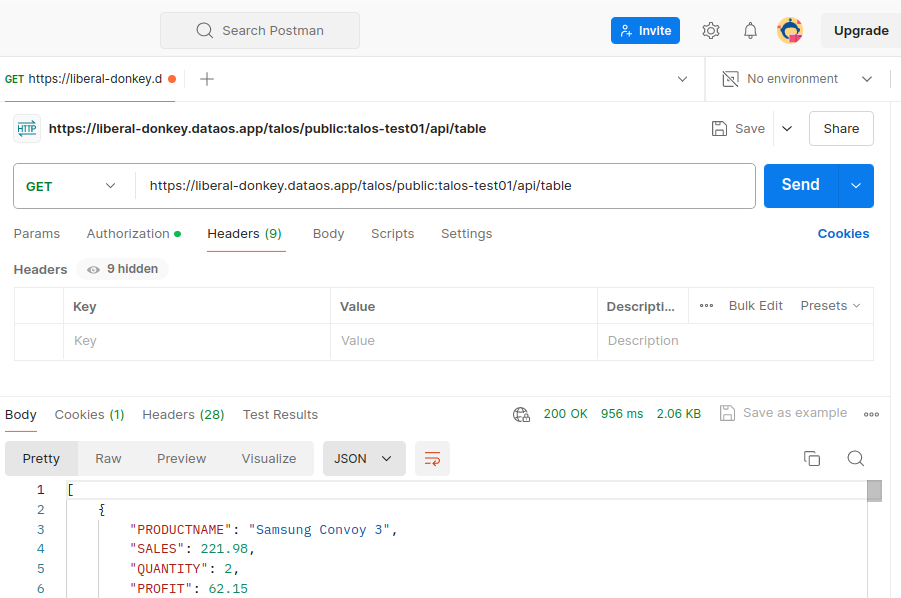 Search Postman
Invite
Upgrade
GET https://liberal-donkey.d
No environment
HTTP
https://liberal-donkey.dataos.app/talos/public:talos-test01/api/table
Save
Share
GET
https://liberal-donkey.dataos.app/talos/public:talos-test01/api/table
Send
Params Authorization Headers (9) Body Scripts Settings Cookies
Headers 9 hidden
Key Value Descripti... Bulk Edit Presets
Key Value Description
Body Cookies (1) Headers (28) Test Results 200 OK 956 ms 2.06 KB Save as example
Pretty Raw Preview Visualize JSON
1 [
2 {
3 "PRODUCTNAME": "Samsung Convoy 3",
4 "SALES": 221.98,
5 "QUANTITY": 2,
6 "PROFIT": 62.15